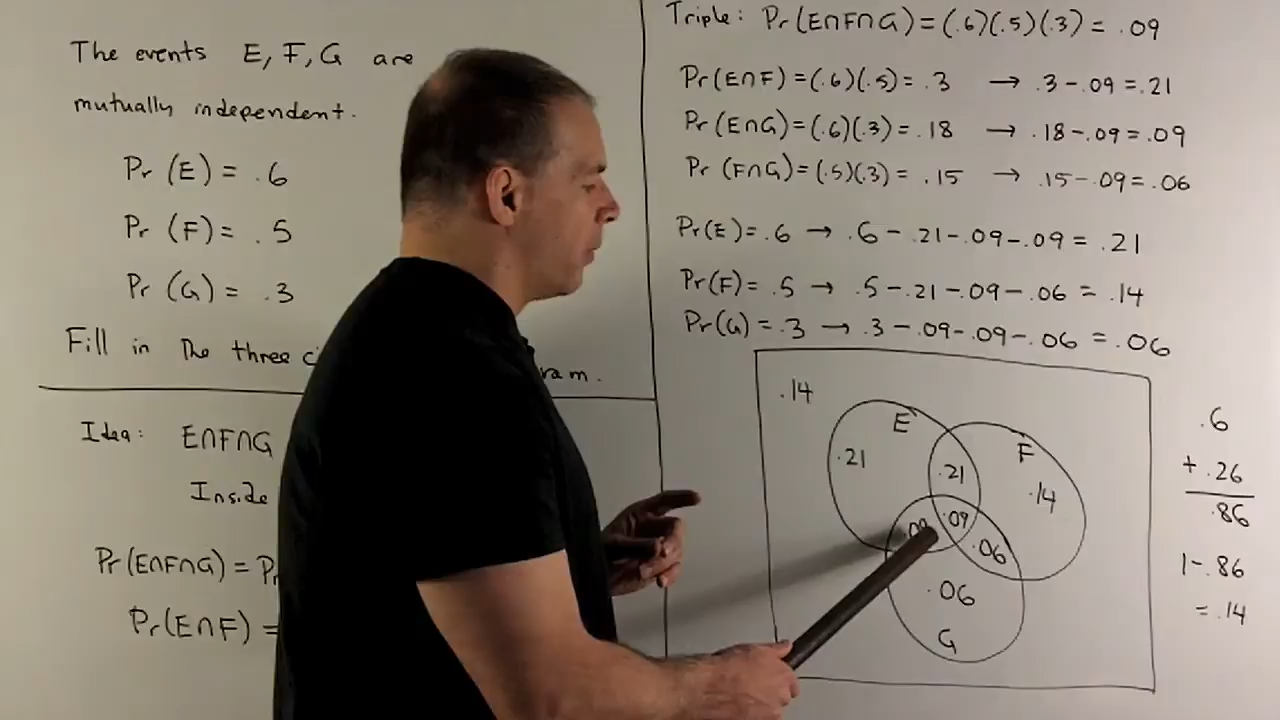 The events E, F, G are
mutually independent.
Pr (E) = .6
Pr (F) = .5
Pr (G) = .3
Fill in the three
Idea: E∩F∩G
Inside
Pr(E∩F∩G) =
Pr(E∩F) =
Triple: Pr(E∩F∩G) = (.6)(.5)(.3) = .09
Pr(E∩F) = (.6)(.5) = .3 → .3 - .09 = .21
Pr(E∩G) = (.6)(.3) = .18 → .18 - .09 = .09
Pr(F∩G) = (.5)(.3) = .15 → .15 - .09 = .06
Pr(E) = .6 → .6 - .21 - .09 - .09 = .21
Pr(F) = .5 → .5 - .21 - .09 - .06 = .14
Pr(G) = .3 → .3 - .09 - .09 - .06 = .06
.14
E
F
.21
.21
.14
.09
.09
.06
.06
G
.6
+ .26
.86
1 - .86
= .14